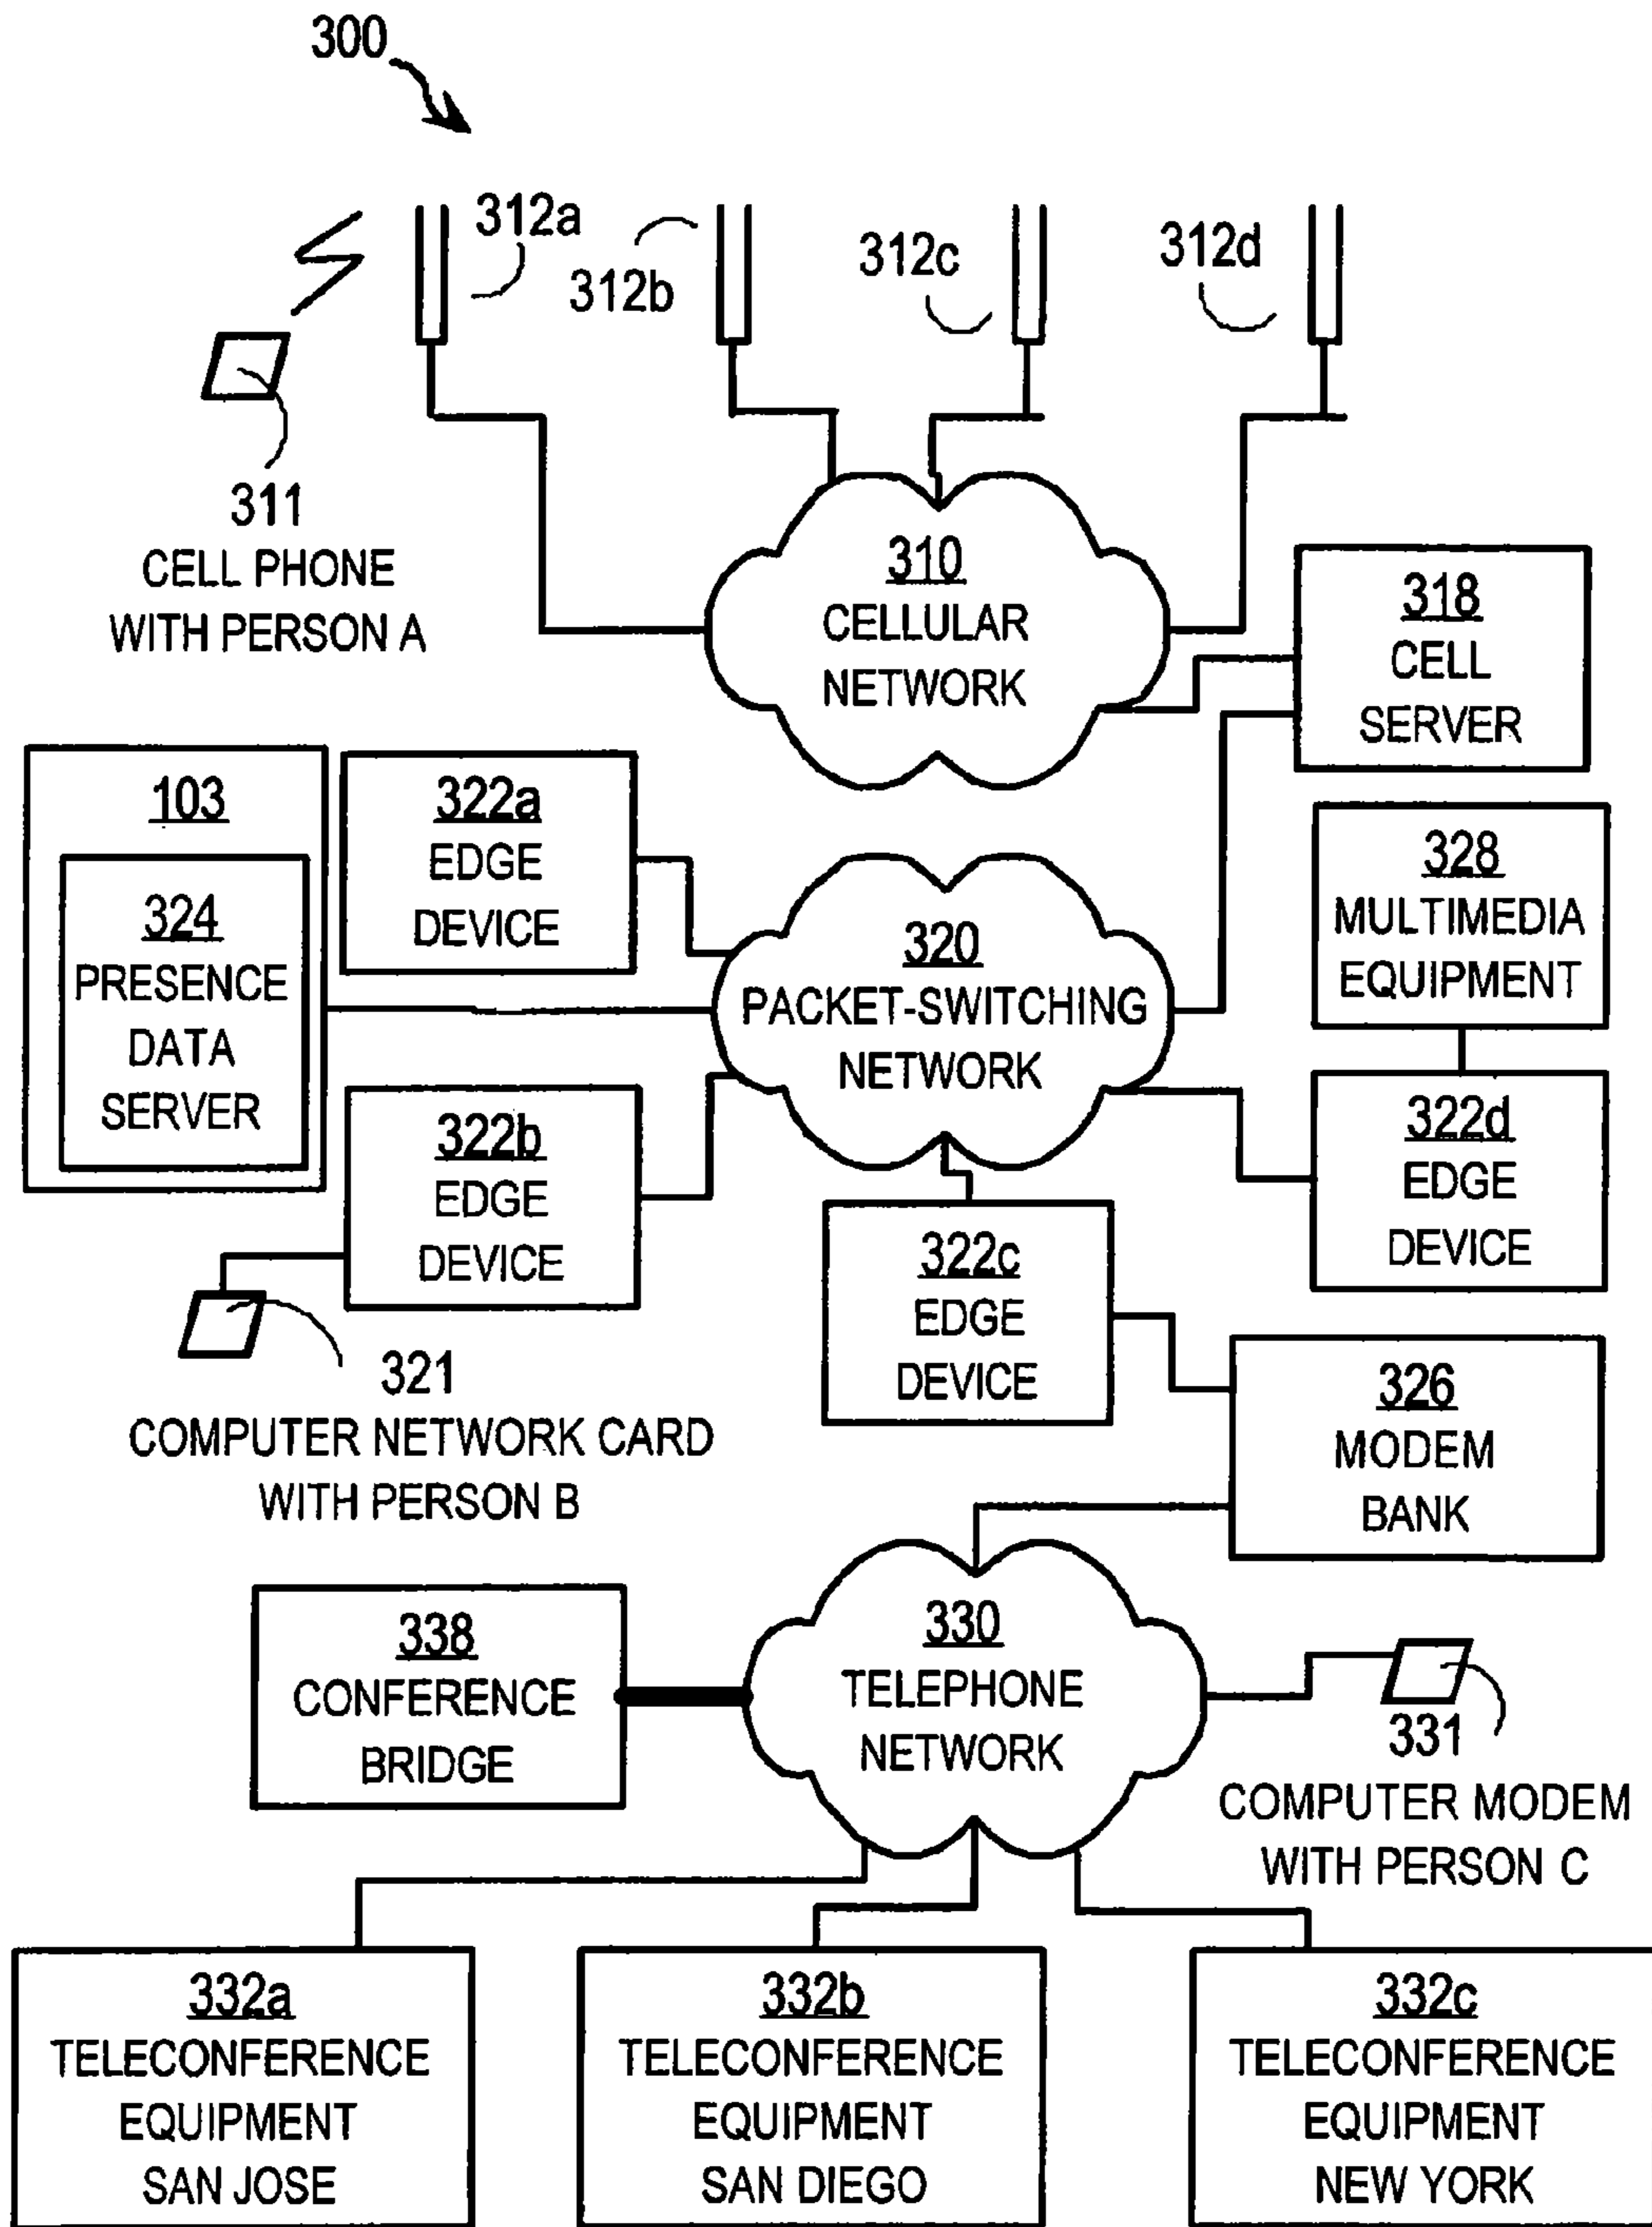 300
312a
312b
312c
312d
311
CELL PHONE
WITH PERSON A
310
CELLULAR
NETWORK
318
CELL
SERVER
103
324
PRESENCE
DATA
SERVER
322a
EDGE
DEVICE
320
PACKET-SWITCHING
NETWORK
328
MULTIMEDIA
EQUIPMENT
322b
EDGE
DEVICE
322d
EDGE
DEVICE
322c
EDGE
DEVICE
321
COMPUTER NETWORK CARD
WITH PERSON B
326
MODEM
BANK
338
CONFERENCE
BRIDGE
330
TELEPHONE
NETWORK
331
COMPUTER MODEM
WITH PERSON C
332a
TELECONFERENCE
EQUIPMENT
SAN JOSE
332b
TELECONFERENCE
EQUIPMENT
SAN DIEGO
332c
TELECONFERENCE
EQUIPMENT
NEW YORK